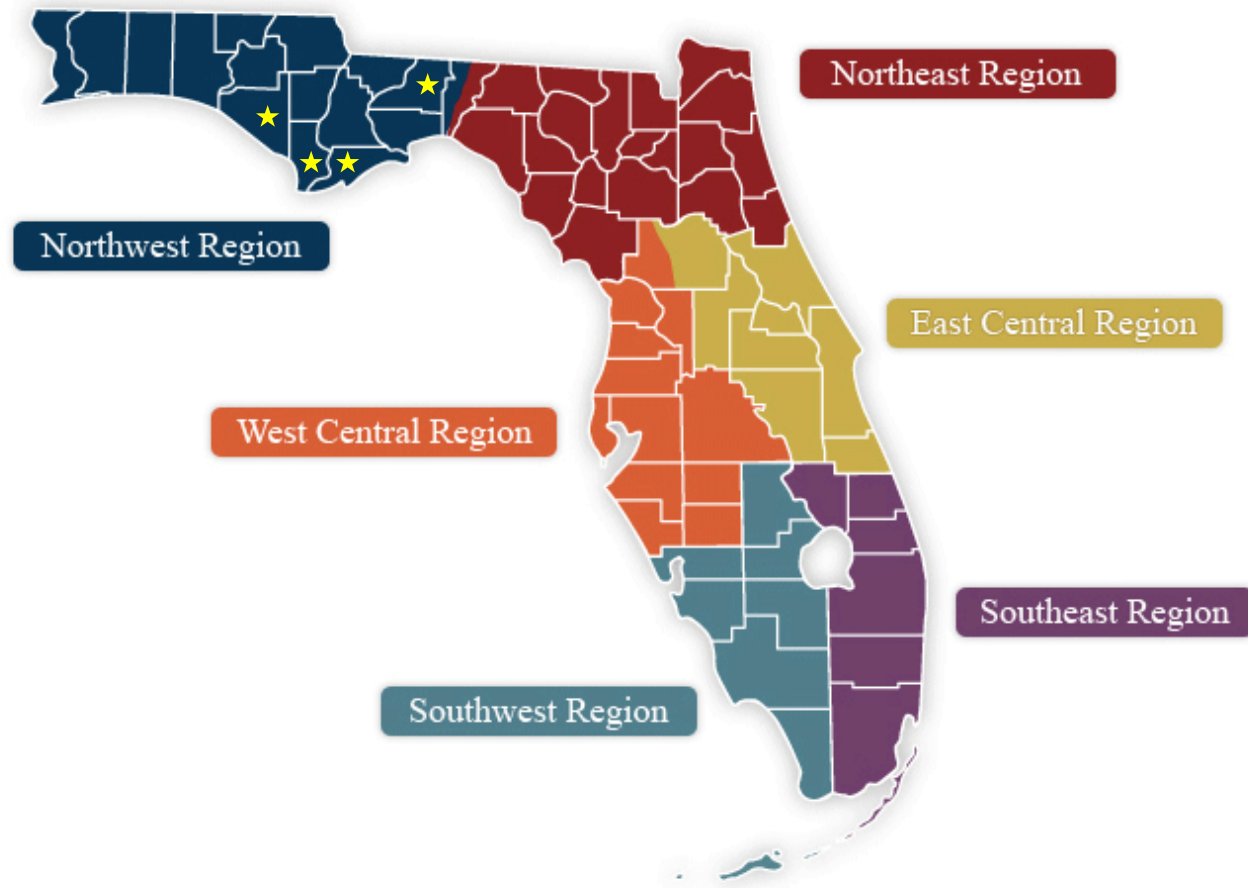 Northeast Region
Northwest Region
East Central Region
West Central Region
Southeast Region
Southwest Region